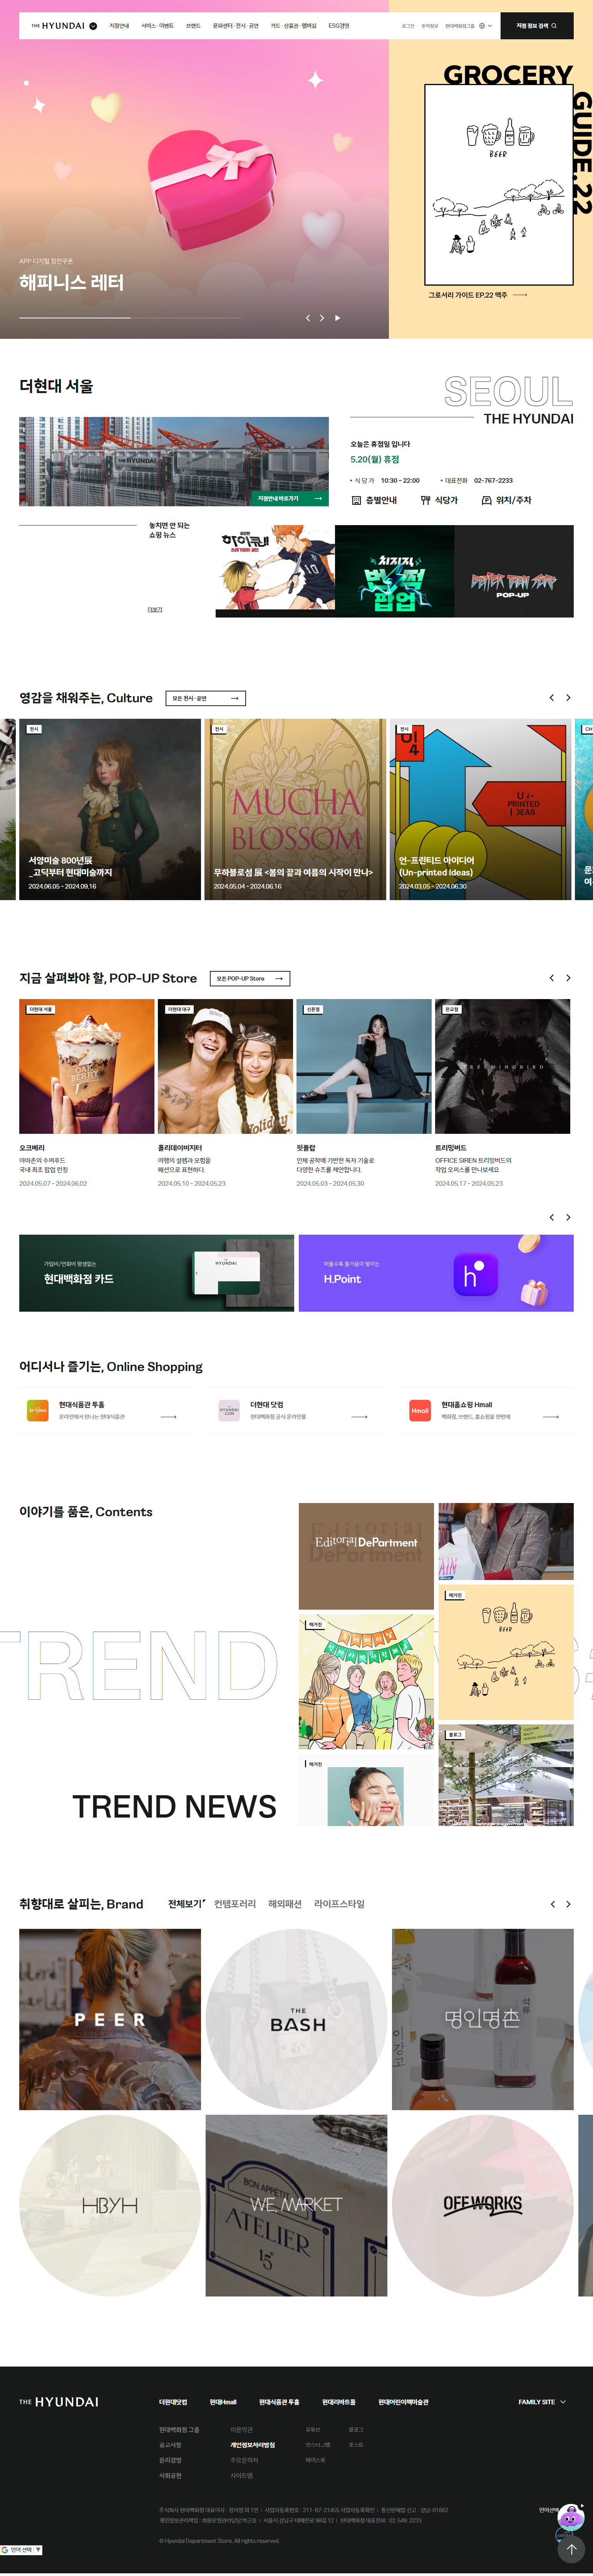 THE HYUNDAI
지점안내
서비스·이벤트
브랜드
문화센터·전시·공연
카드·상품권·멤버십
ESG경영
로그인
투자정보
현대백화점그룹
지점 정보 검색
GROCERY
GUIDE.22
BEER
APP 디지털 참진쿠폰
해피니스 레터
그로서리 가이드 EP.22 맥주
더현대 서울
SEOUL
THE HYUNDAI
THE HYUNDAI
지점안내 바로가기
오늘은 휴점일 입니다
5.20(월) 휴점
식당가 10:30 - 22:00
대표전화 02-767-2233
층별안내
식당가
위치/주차
놓치면 안 되는
쇼핑 뉴스
더보기
하이큐!!
치지직
팝업
POP-UP
영감을 채워주는, Culture
모든 전시·공연
전시
서양미술 800년展
_고딕부터 현대미술까지
2024.06.05 - 2024.09.16
전시
MUCHA
BLOSSOM
무하블로섬 展 <봄의 끝과 여름의 시작이 만나>
2024.05.04 - 2024.06.16
전시
언-프린티드 아이디어
(Un-printed Ideas)
2024.03.05 - 2024.06.30
지금 살펴봐야 할, POP-UP Store
모든 POP-UP Store
더현대 서울
OAKBERRY
오크베리
아마존의 수퍼푸드
국내 최초 팝업 런칭
2024.05.07 - 2024.06.02
더현대 대구
Holiday
홀리데이비지터
여행의 설렘과 모험을
패션으로 표현하다.
2024.05.10 - 2024.05.23
신촌점
핏플랍
인체 공학에 기반한 독자 기술로
다양한 슈즈를 제안합니다.
2024.05.03 - 2024.05.30
판교점
TREEMINGBIRD
트리밍버드
OFFICE SIREN 트리밍버드의
작업 오피스를 만나보세요
2024.05.17 - 2024.05.23
가입비/연회비 평생없는
현대백화점 카드
HYUNDAI
머물수록 즐거움이 쌓이는
H.Point
h
어디서나 즐기는, Online Shopping
현대식품관 투홈
온라인에서 만나는 현대식품관
더현대 닷컴
현대백화점 공식 온라인몰
Hmall
현대홈쇼핑 Hmall
백화점, 브랜드, 홈쇼핑을 한번에
이야기를 품은, Contents
Editorial DePartment
매거진
매거진
BEER
매거진
블로그
TREND
TREND NEWS
취향대로 살피는, Brand
전체보기
컨템포러리
해외패션
라이프스타일
PEER
THE
BASH
명인명촌
HBYH
BON APPÉTIT
ATELIER
15
WE, MARKET
OFFWORKS
THE HYUNDAI
더현대닷컴
현대Hmall
현대식품관 투홈
현대리바트몰
현대어린이책미술관
FAMILY SITE
현대백화점 그룹
공고사항
윤리경영
사회공헌
이용약관
개인정보처리방침
주요문의처
사이트맵
유튜브
인스타그램
페이스북
블로그
포스트
언어선택
© Hyundai Department Store. All rights reserved.
언어 선택